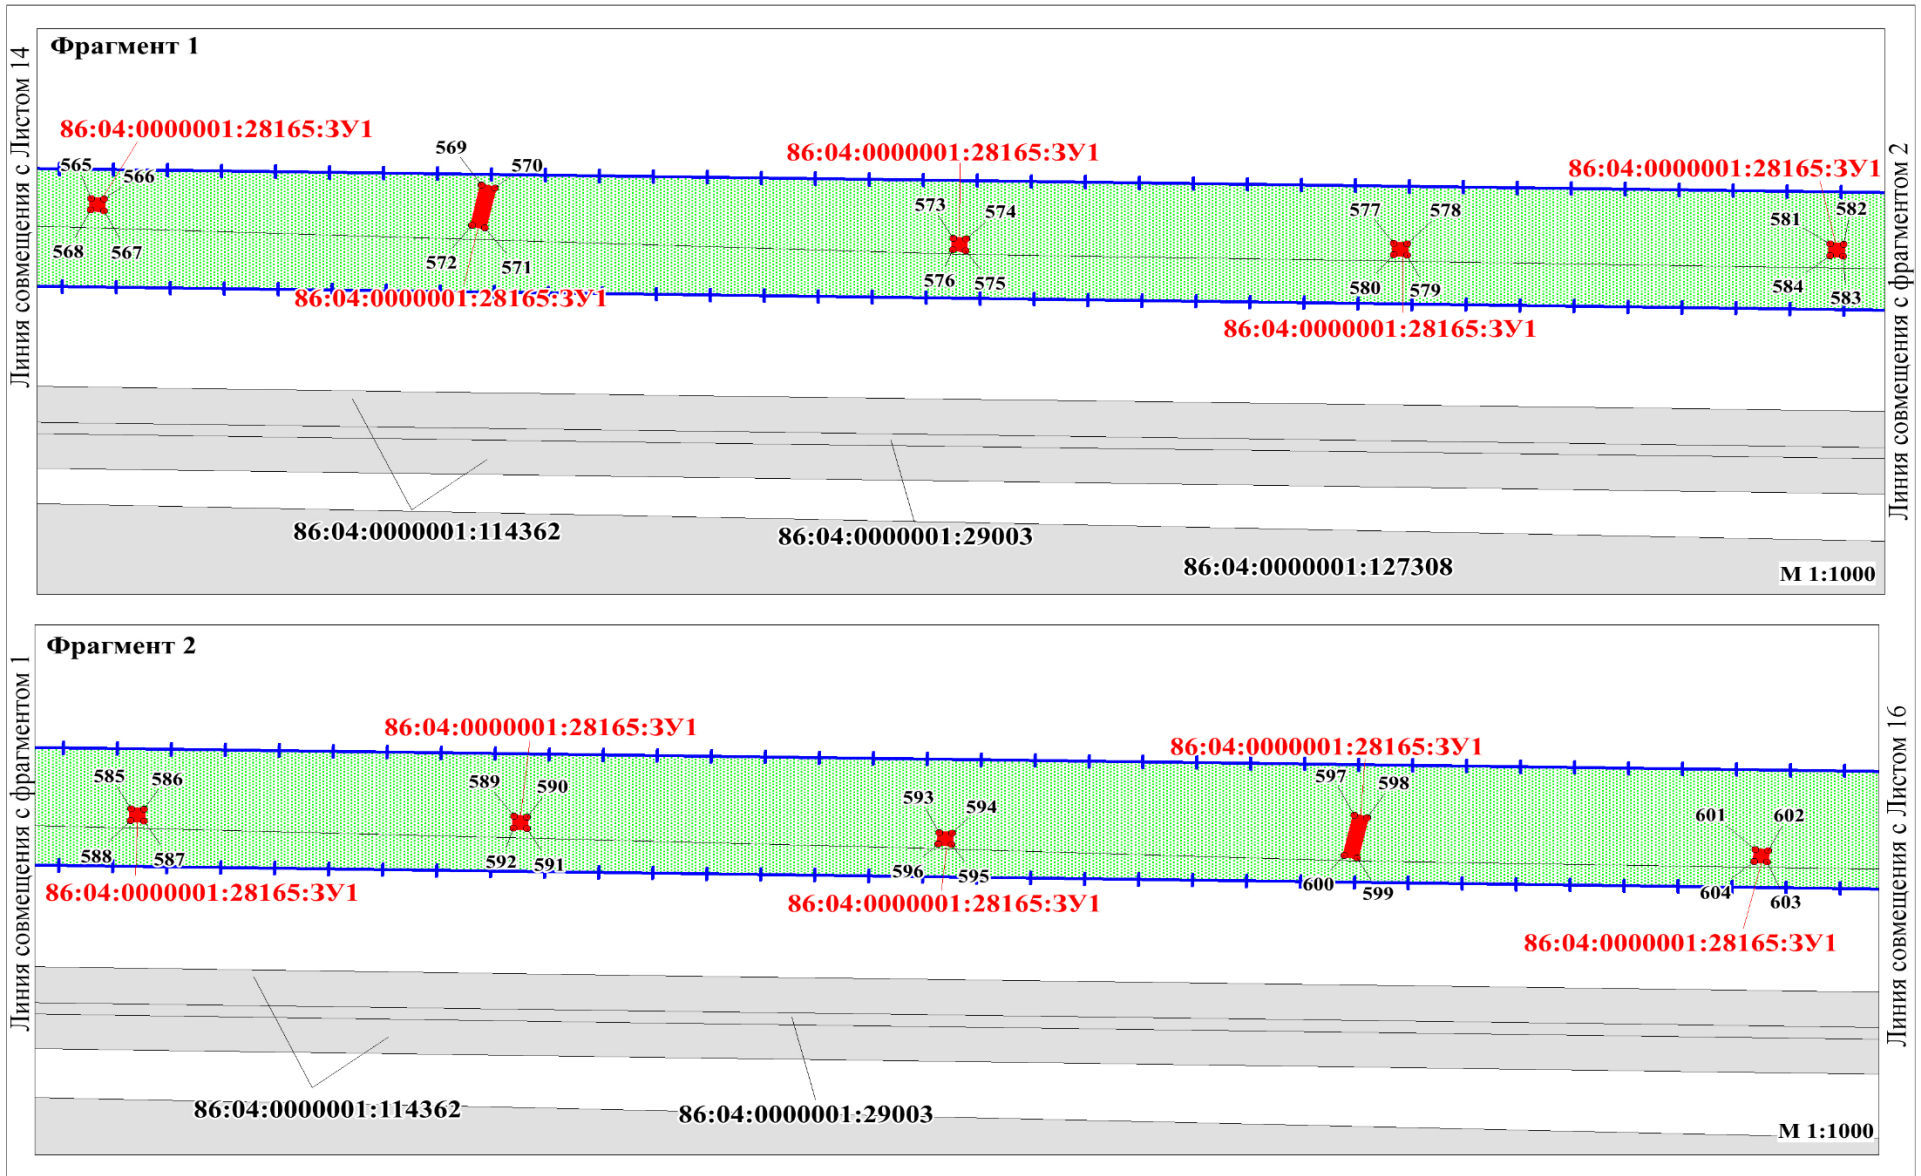 Фрагмент 1
Линия совмещения с Листом 14
Линия совмещения с фрагментом 2
86:04:0000001:28165:ЗУ1
86:04:0000001:28165:ЗУ1
86:04:0000001:28165:ЗУ1
565
566
569
570
573
574
577
578
581
582
568
567
572
571
576
575
580
579
584
583
86:04:0000001:28165:ЗУ1
86:04:0000001:28165:ЗУ1
86:04:0000001:114362
86:04:0000001:29003
86:04:0000001:127308
М 1:1000
Фрагмент 2
Линия совмещения с фрагментом 1
Линия совмещения с Листом 16
86:04:0000001:28165:ЗУ1
86:04:0000001:28165:ЗУ1
585
586
589
590
593
594
597
598
601
602
588
587
592
591
596
595
600
599
604
603
86:04:0000001:28165:ЗУ1
86:04:0000001:28165:ЗУ1
86:04:0000001:28165:ЗУ1
86:04:0000001:114362
86:04:0000001:29003
М 1:1000